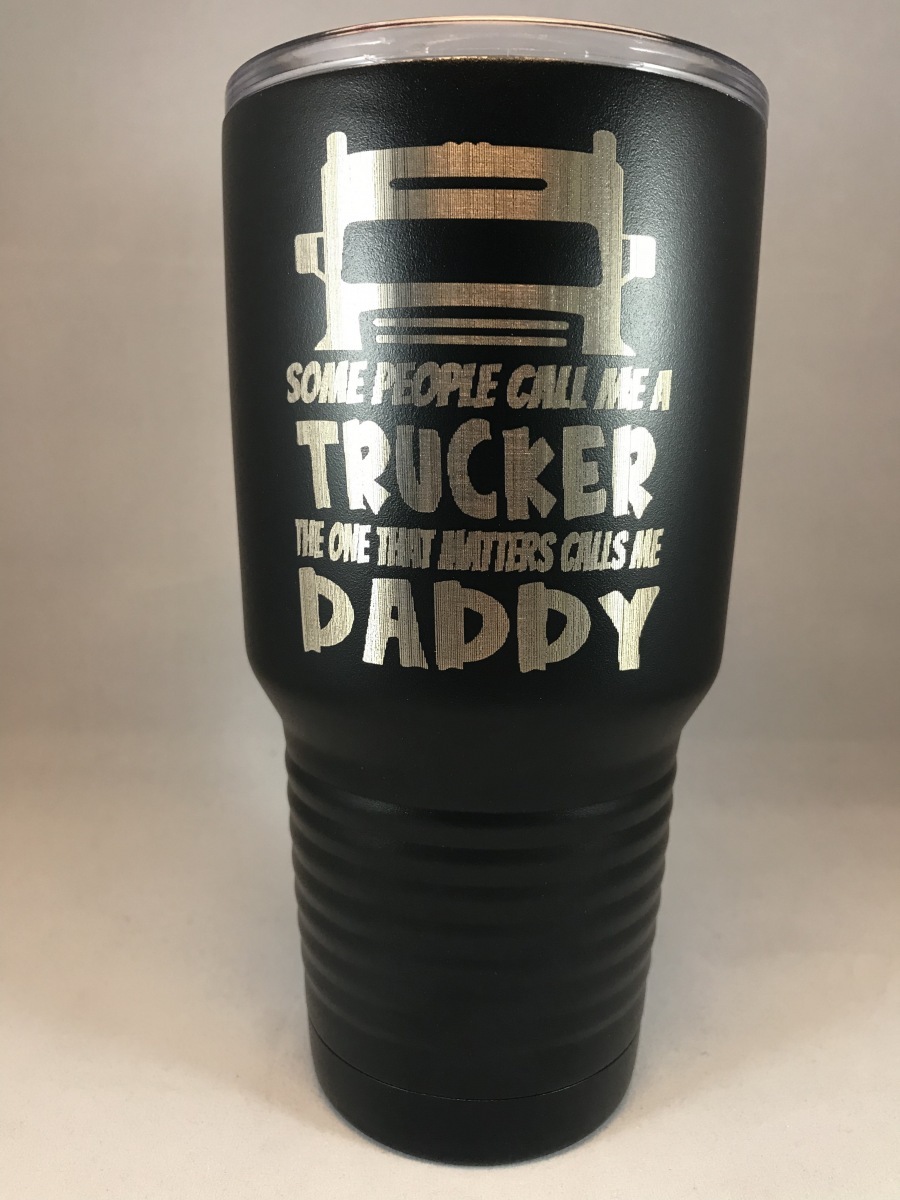 SOME PEOPLE CALL ME A
TRUCKER
THE ONE THAT MATTERS CALLS ME
DADDY